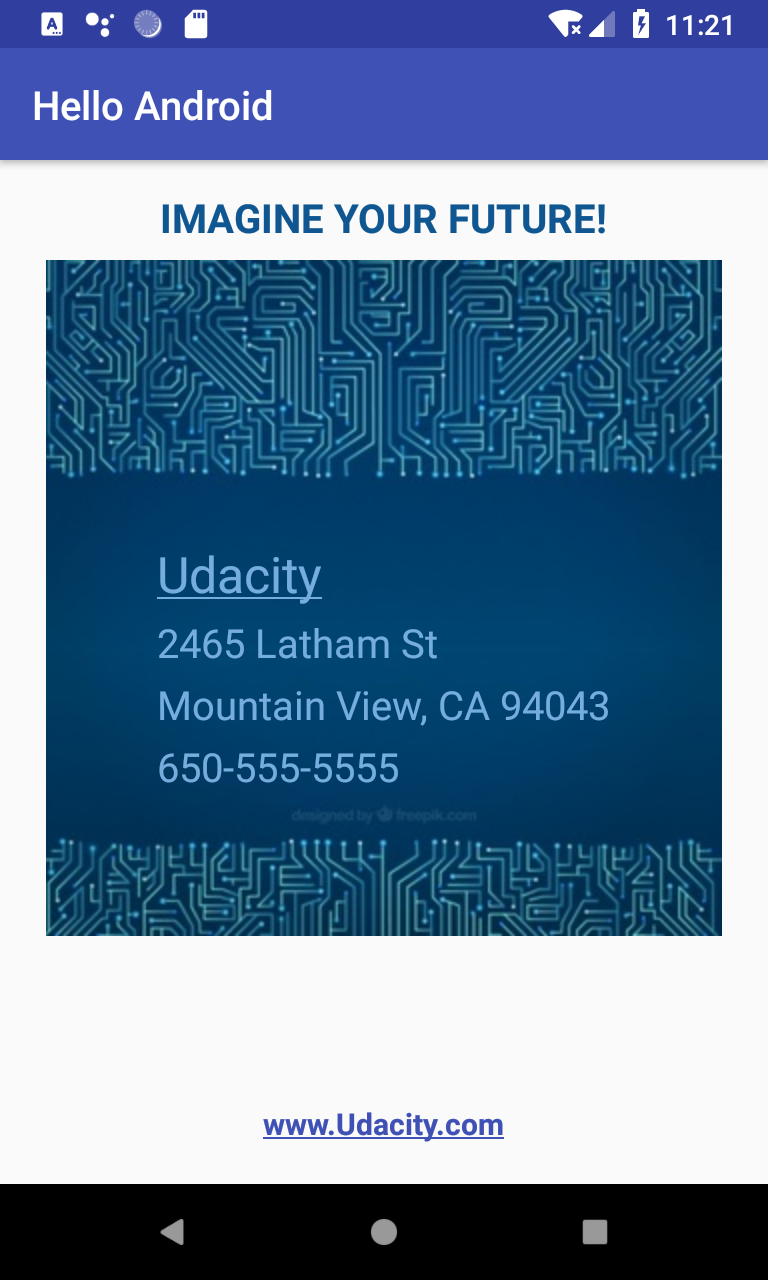 11:21
Hello Android
IMAGINE YOUR FUTURE!
Udacity
2465 Latham St
Mountain View, CA 94043
650-555-5555
designed by freepik.com
www.Udacity.com